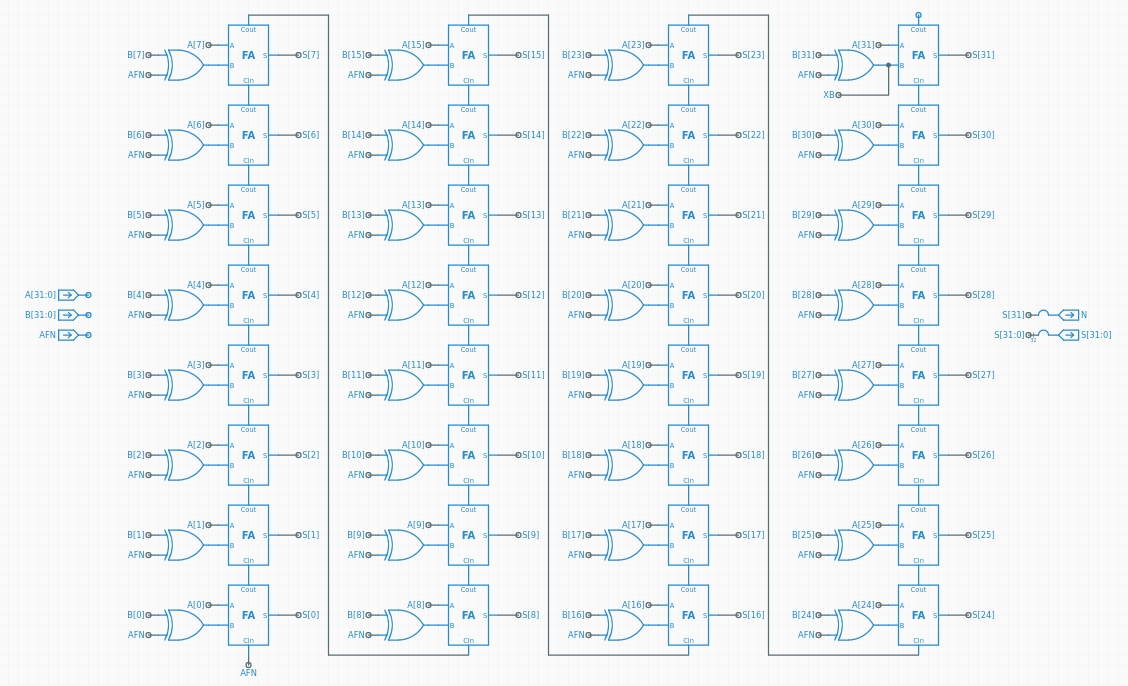 Cout Cout Cout Cout
A[7] A A[15] A A[23] A A[31] A
B[7] FA S S[7] B[15] FA S S[15] B[23] FA S S[23] B[31] FA S S[31]
B B B B
AFN AFN AFN AFN
Cin Cin Cin Cin
XB
Cout Cout Cout Cout
A[6] A A[14] A A[22] A A[30] A
B[6] FA S S[6] B[14] FA S S[14] B[22] FA S S[22] B[30] FA S S[30]
B B B B
AFN AFN AFN AFN
Cin Cin Cin Cin
Cout Cout Cout Cout
A[5] A A[13] A A[21] A A[29] A
B[5] FA S S[5] B[13] FA S S[13] B[21] FA S S[21] B[29] FA S S[29]
B B B B
AFN AFN AFN AFN
Cin Cin Cin Cin
Cout Cout Cout Cout
A[4] A A[12] A A[20] A A[28] A
A[31:0] B[4] FA S S[4] B[12] FA S S[12] B[20] FA S S[20] B[28] FA S S[28]
B B B B
B[31:0] AFN AFN AFN AFN S[31] N
Cin Cin Cin Cin
AFN S[31:0] 32 S[31:0]
Cout Cout Cout Cout
A[3] A A[11] A A[19] A A[27] A
B[3] FA S S[3] B[11] FA S S[11] B[19] FA S S[19] B[27] FA S S[27]
B B B B
AFN AFN AFN AFN
Cin Cin Cin Cin
Cout Cout Cout Cout
A[2] A A[10] A A[18] A A[26] A
B[2] FA S S[2] B[10] FA S S[10] B[18] FA S S[18] B[26] FA S S[26]
B B B B
AFN AFN AFN AFN
Cin Cin Cin Cin
Cout Cout Cout Cout
A[1] A A[9] A A[17] A A[25] A
B[1] FA S S[1] B[9] FA S S[9] B[17] FA S S[17] B[25] FA S S[25]
B B B B
AFN AFN AFN AFN
Cin Cin Cin Cin
Cout Cout Cout Cout
A[0] A A[8] A A[16] A A[24] A
B[0] FA S S[0] B[8] FA S S[8] B[16] FA S S[16] B[24] FA S S[24]
B B B B
AFN AFN AFN AFN
Cin Cin Cin Cin
AFN